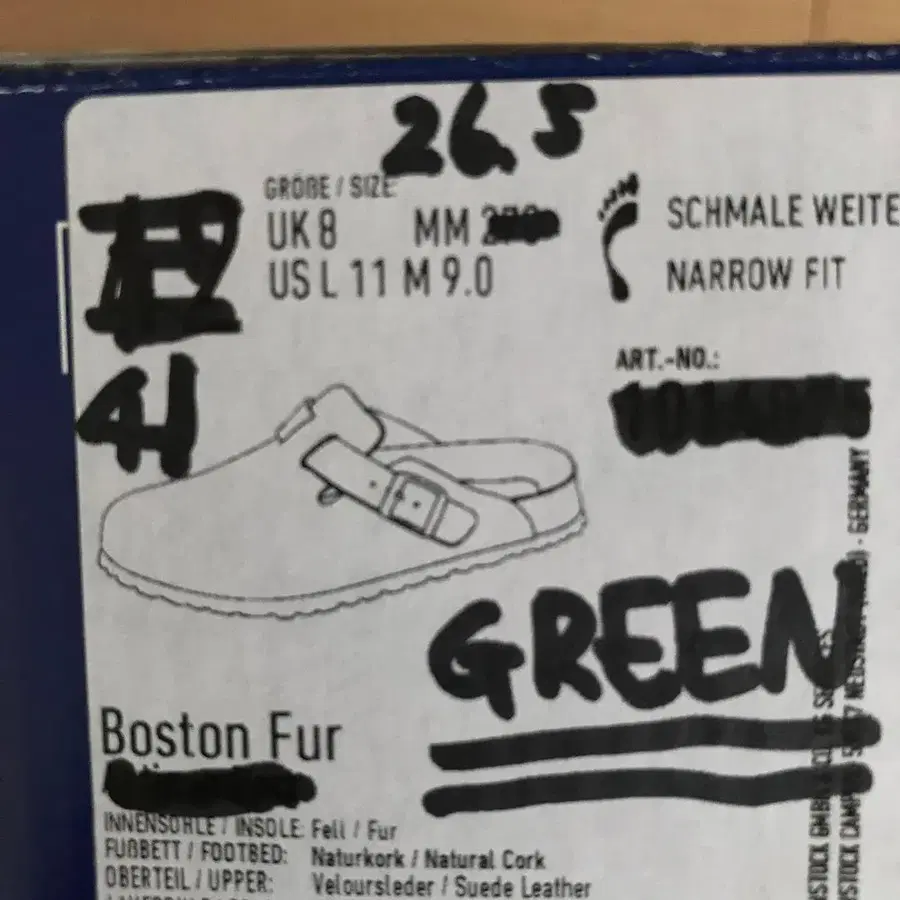 26.5
GRÖßE / SIZE:
UK 8 MM
US L 11 M 9.0
SCHMALE WEITE
NARROW FIT
41
ART.-NO.:
GREEN
Boston Fur
INNENSOHLE / INSOLE: Fell / Fur
FUßBETT / FOOTBED: Naturkork / Natural Cork
OBERTEIL / UPPER: Veloursleder / Suede Leather
GERMANY